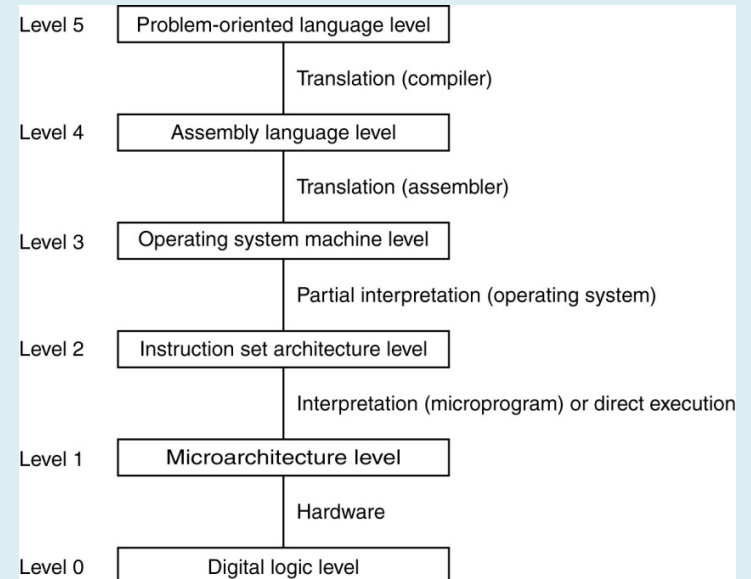 Level 5 Problem-oriented language level
Translation (compiler)
Level 4 Assembly language level
Translation (assembler)
Level 3 Operating system machine level
Partial interpretation (operating system)
Level 2 Instruction set architecture level
Interpretation (microprogram) or direct execution
Level 1 Microarchitecture level
Hardware
Level 0 Digital logic level